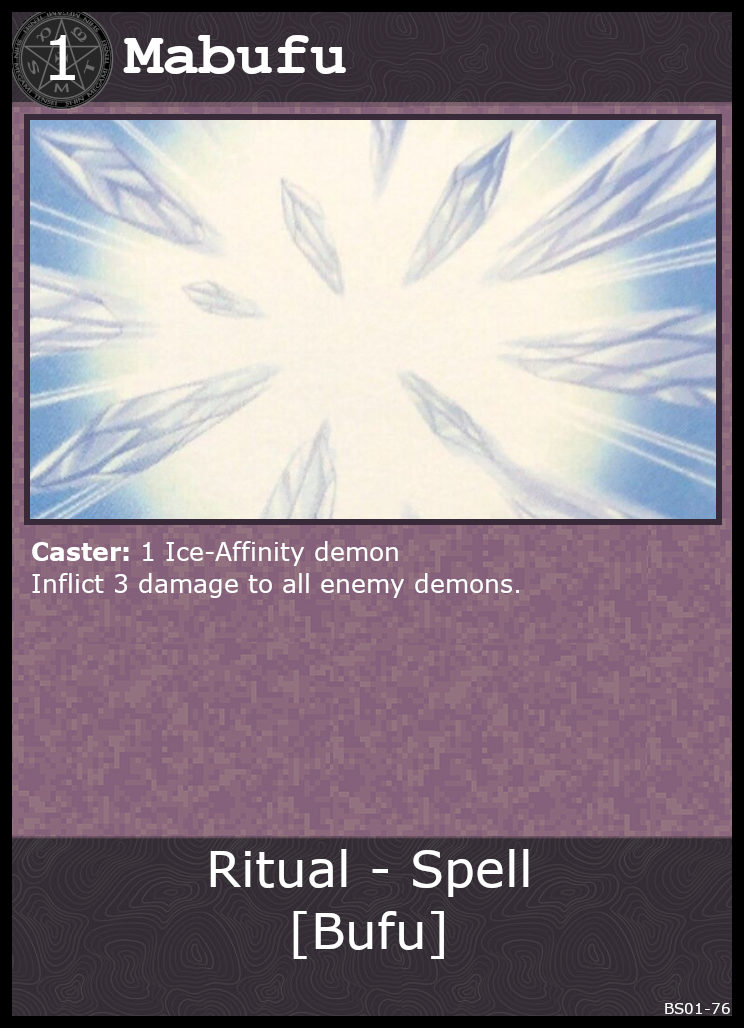 1 Mabufu
Caster: 1 Ice-Affinity demon
Inflict 3 damage to all enemy demons.
Ritual - Spell
[Bufu]
BS01-76